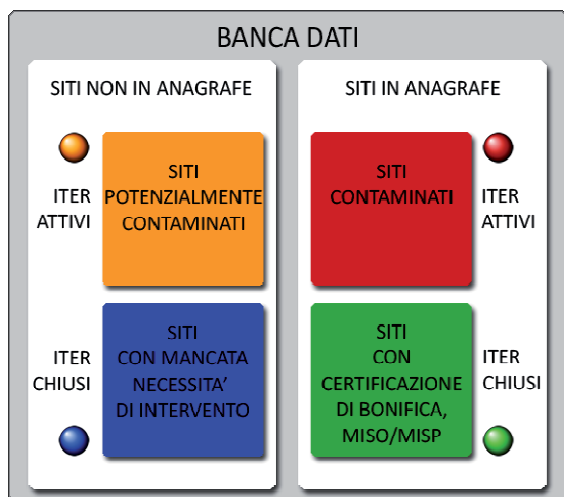 BANCA DATI
SITI NON IN ANAGRAFE
ITER
ATTIVI
SITI
POTENZIALMENTE
CONTAMINATI
ITER
CHIUSI
SITI
CON MANCATA
NECESSITA’
DI INTERVENTO
SITI IN ANAGRAFE
SITI
CONTAMINATI
ITER
ATTIVI
SITI
CON
CERTIFICAZIONE
DI BONIFICA,
MISO/MISP
ITER
CHIUSI